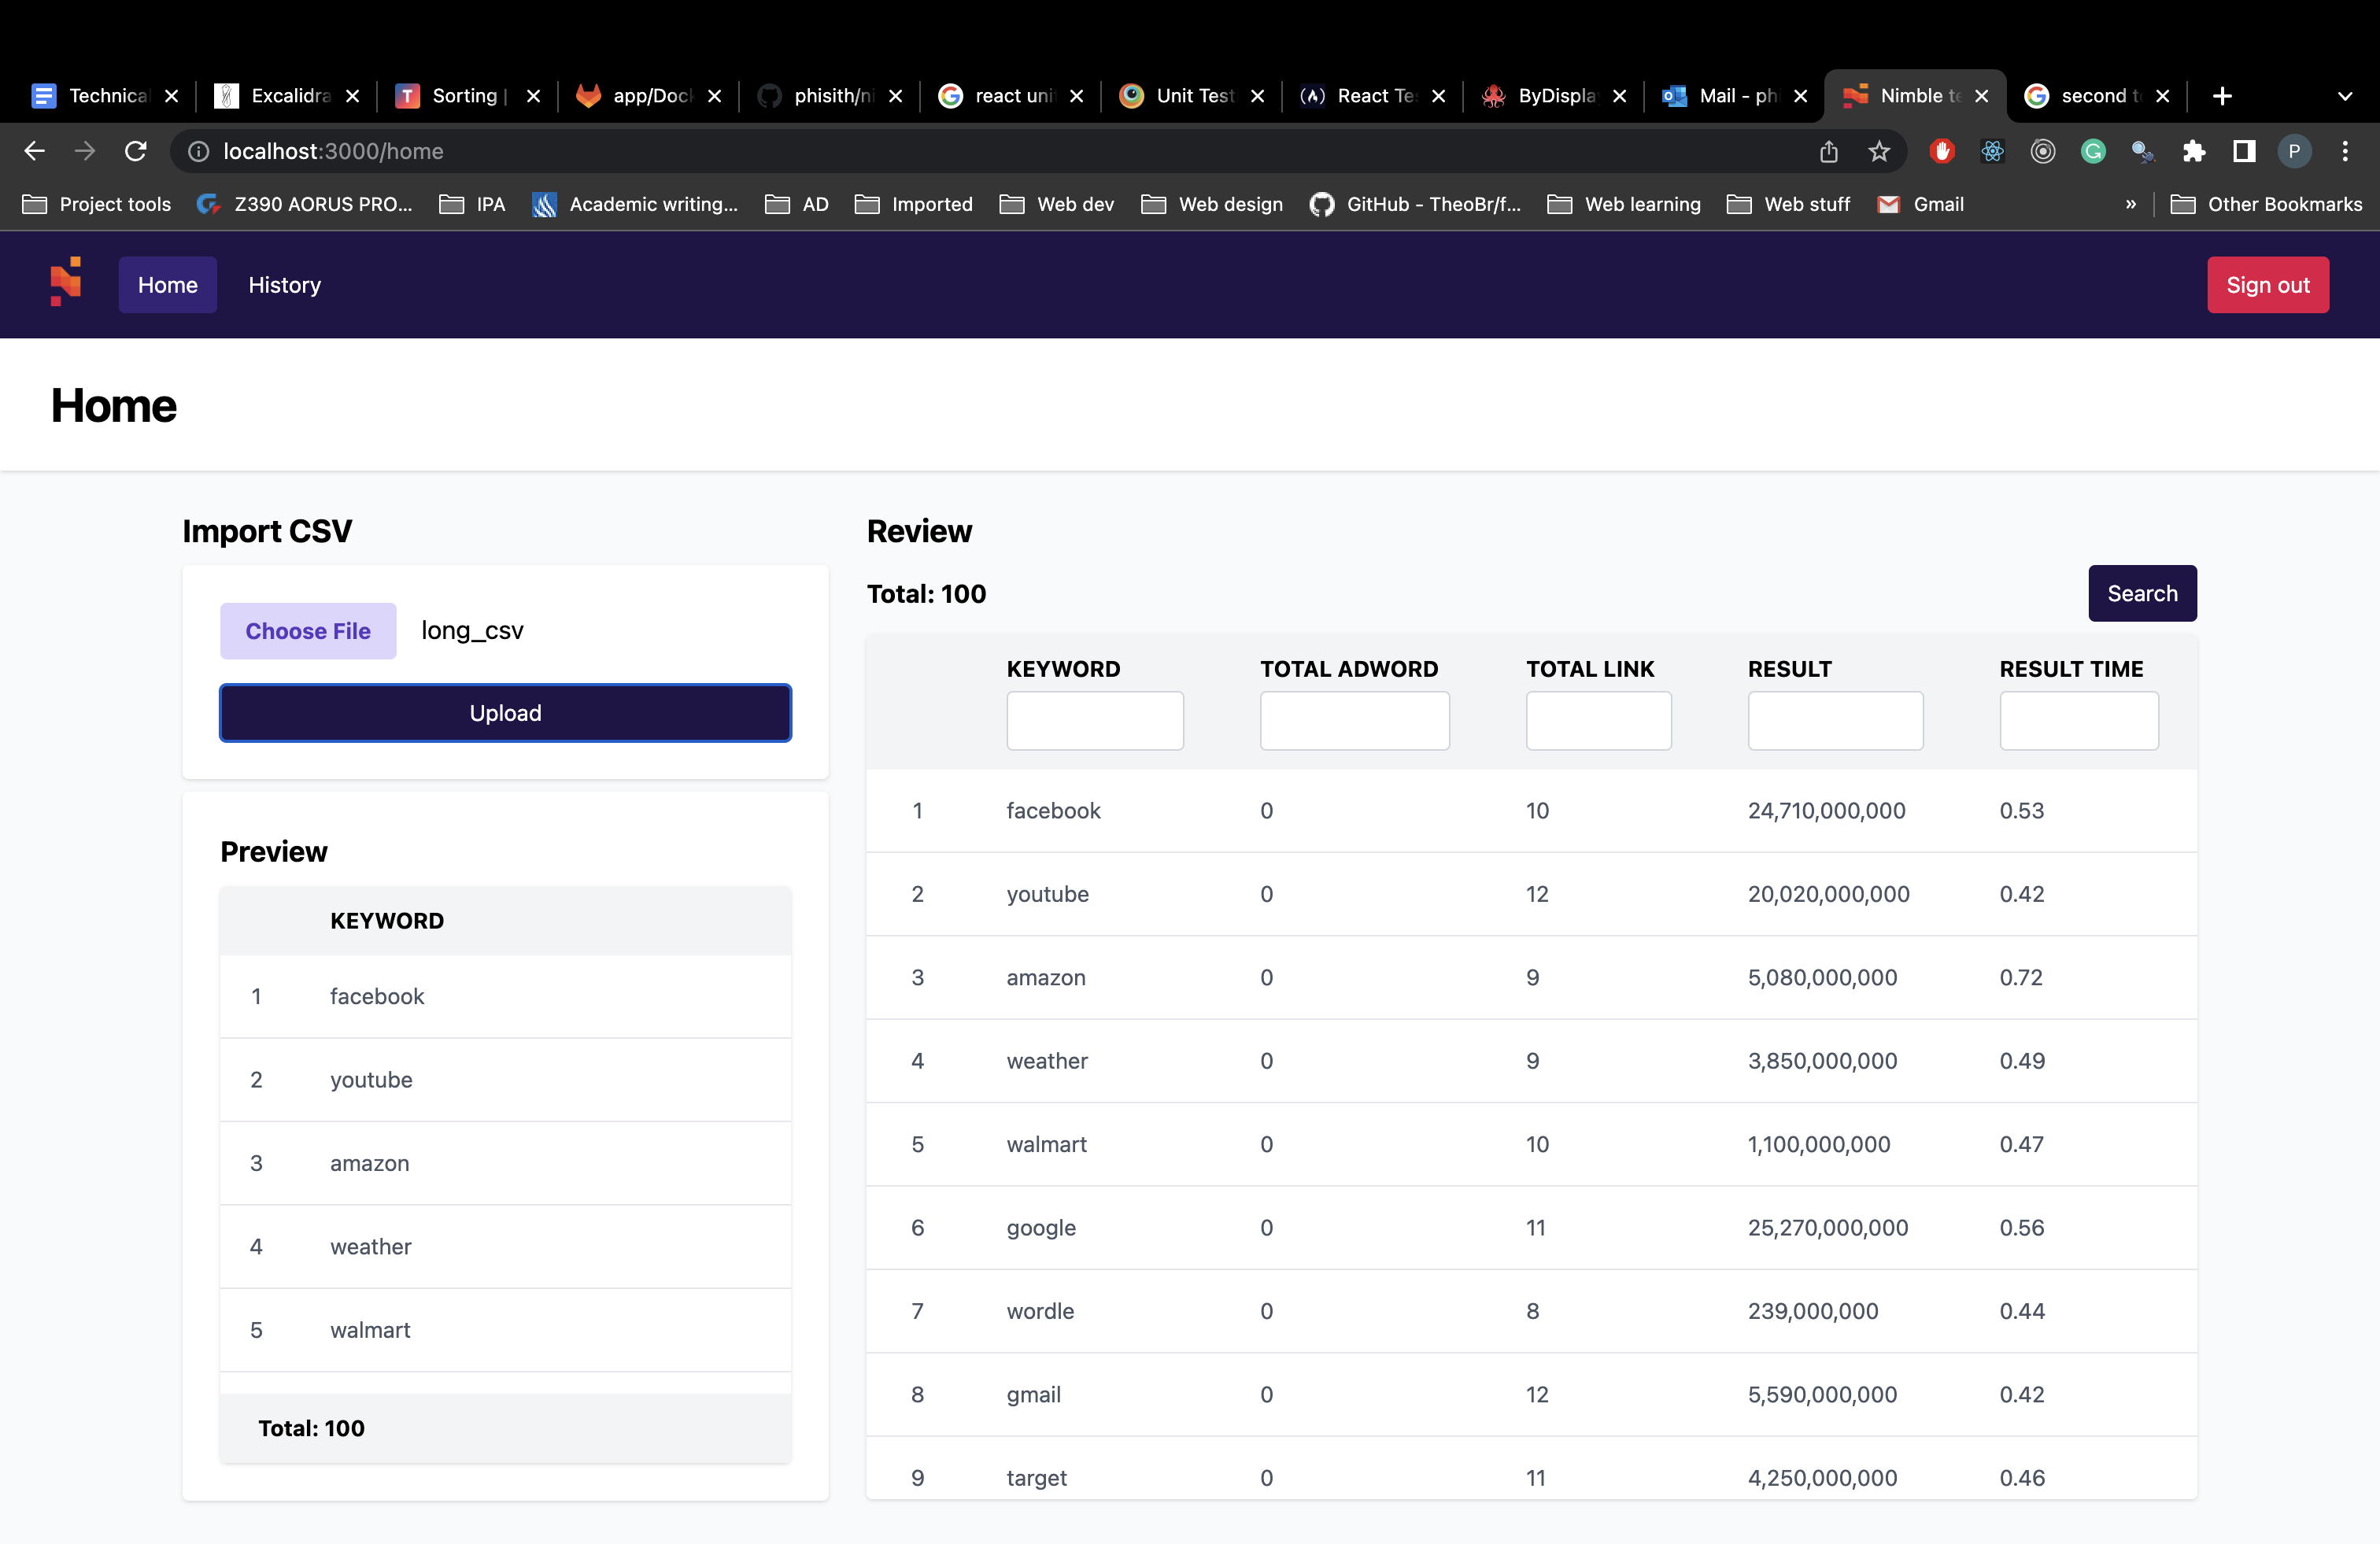 Technical Excalidra Sorting | app/Dock phisith/ni react uni Unit Test React Tes ByDispla Mail - phi Nimble te second t
localhost:3000/home P
Project tools Z390 AORUS PRO... IPA Academic writing... AD Imported Web dev Web design GitHub - TheoBr/f... Web learning Web stuff Gmail » Other Bookmarks
Home History Sign out
Home
Import CSV
Choose File long_csv
Upload
Preview
KEYWORD
1 facebook
2 youtube
3 amazon
4 weather
5 walmart
Total: 100
Review
Total: 100 Search
KEYWORD TOTAL ADWORD TOTAL LINK RESULT RESULT TIME
1 facebook 0 10 24,710,000,000 0.53
2 youtube 0 12 20,020,000,000 0.42
3 amazon 0 9 5,080,000,000 0.72
4 weather 0 9 3,850,000,000 0.49
5 walmart 0 10 1,100,000,000 0.47
6 google 0 11 25,270,000,000 0.56
7 wordle 0 8 239,000,000 0.44
8 gmail 0 12 5,590,000,000 0.42
9 target 0 11 4,250,000,000 0.46